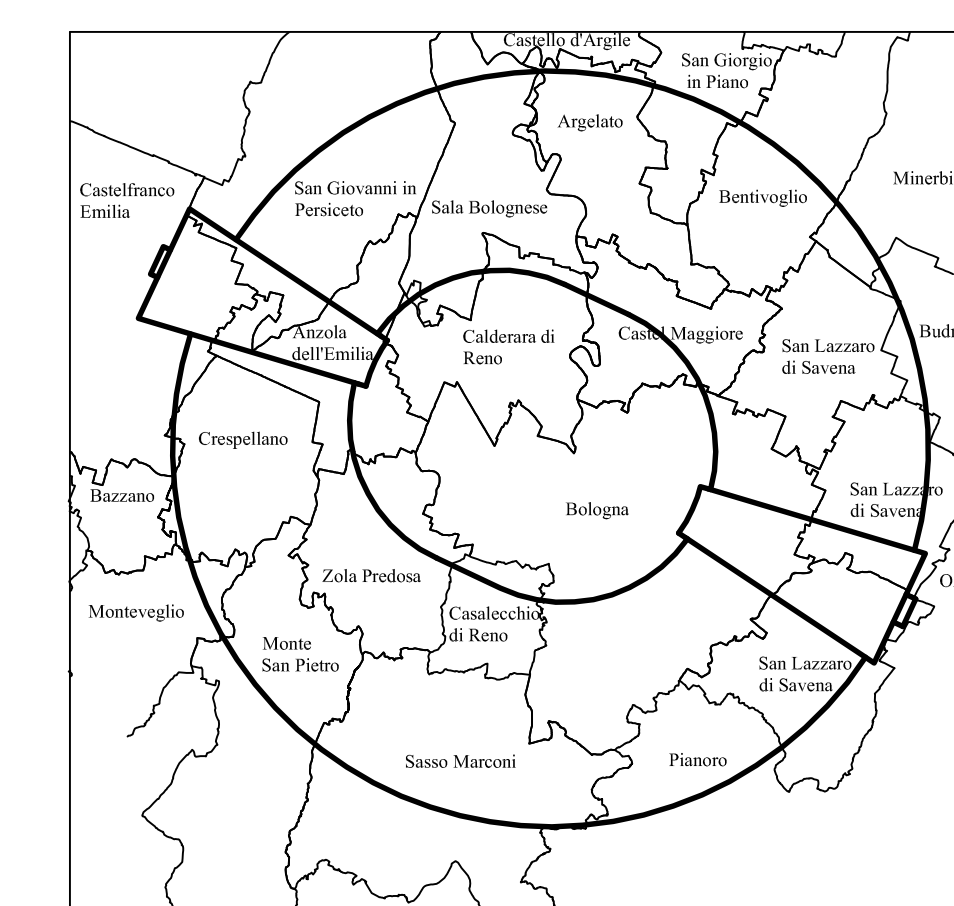 Castello d'Argile
San Giorgio
in Piano
Argelato
Minerbi
Castelfranco
Emilia
San Giovanni in
Persiceto
Sala Bolognese
Bentivoglio
Anzola
dell'Emilia
Calderara di
Reno
Castel Maggiore
San Lazzaro
di Savena
Budr
Crespellano
Bazzano
Bologna
San Lazzaro
di Savena
Zola Predosa
O
Monteveglio
Casalecchio
di Reno
Monte
San Pietro
San Lazzaro
di Savena
Sasso Marconi
Pianoro